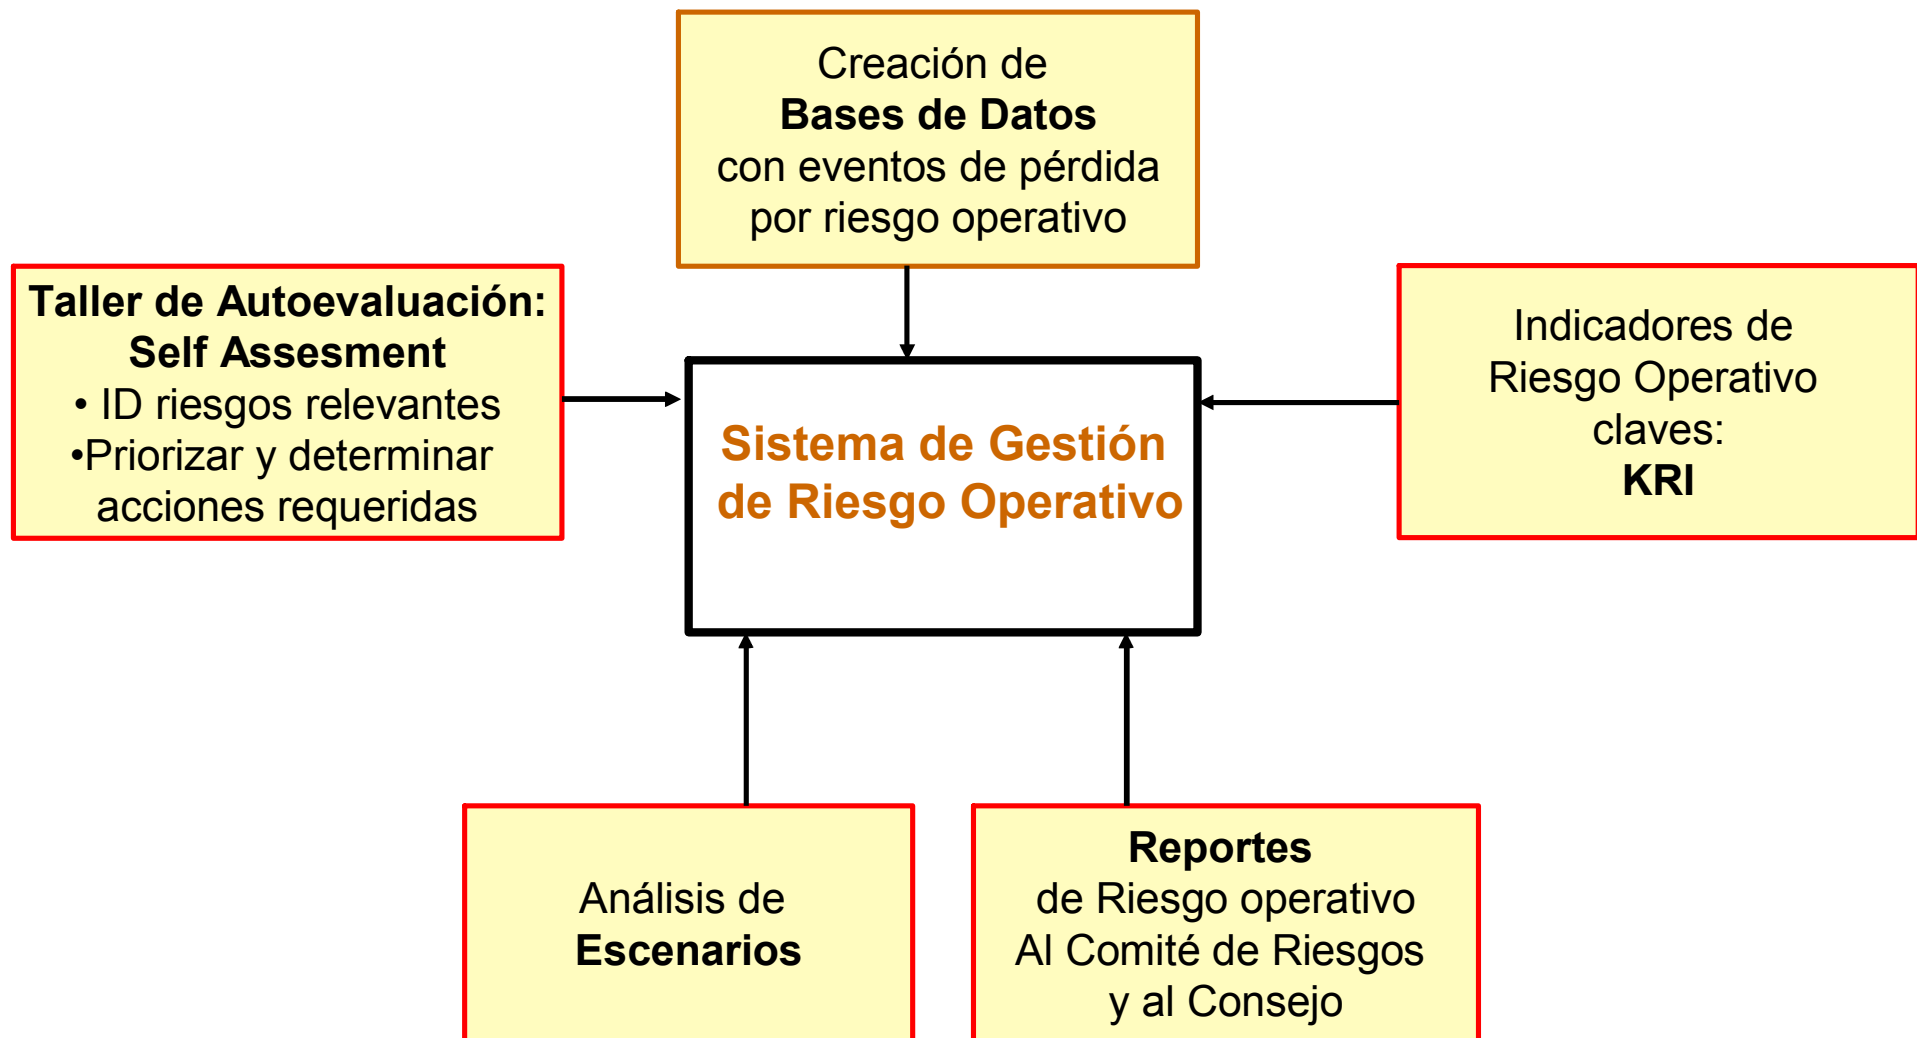 Creación de
Bases de Datos
con eventos de pérdida
por riesgo operativo
Taller de Autoevaluación:
Self Assesment
• ID riesgos relevantes
•Priorizar y determinar
acciones requeridas
Sistema de Gestión
de Riesgo Operativo
Indicadores de
Riesgo Operativo
claves:
KRI
Análisis de
Escenarios
Reportes
de Riesgo operativo
Al Comité de Riesgos
y al Consejo